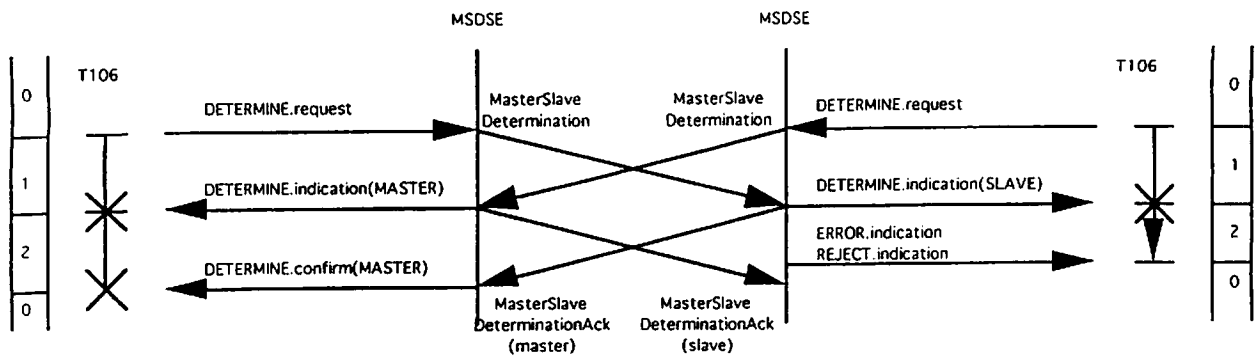 MSDSE
MSDSE
T106
T106
0
0
DETERMINE.request
MasterSlave
Determination
MasterSlave
Determination
DETERMINE.request
1
1
DETERMINE.indication(MASTER)
DETERMINE.indication(SLAVE)
2
2
ERROR.indication
REJECT.indication
DETERMINE.confirm(MASTER)
0
0
MasterSlave
DeterminationAck
(master)
MasterSlave
DeterminationAck
(slave)